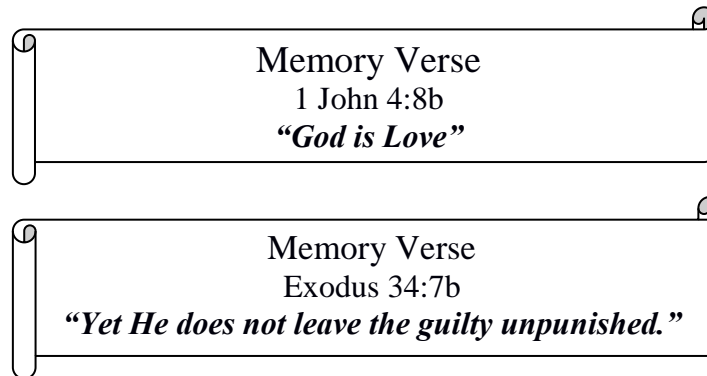 Memory Verse
1 John 4:8b
“God is Love”
Memory Verse
Exodus 34:7b
“Yet He does not leave the guilty unpunished.”